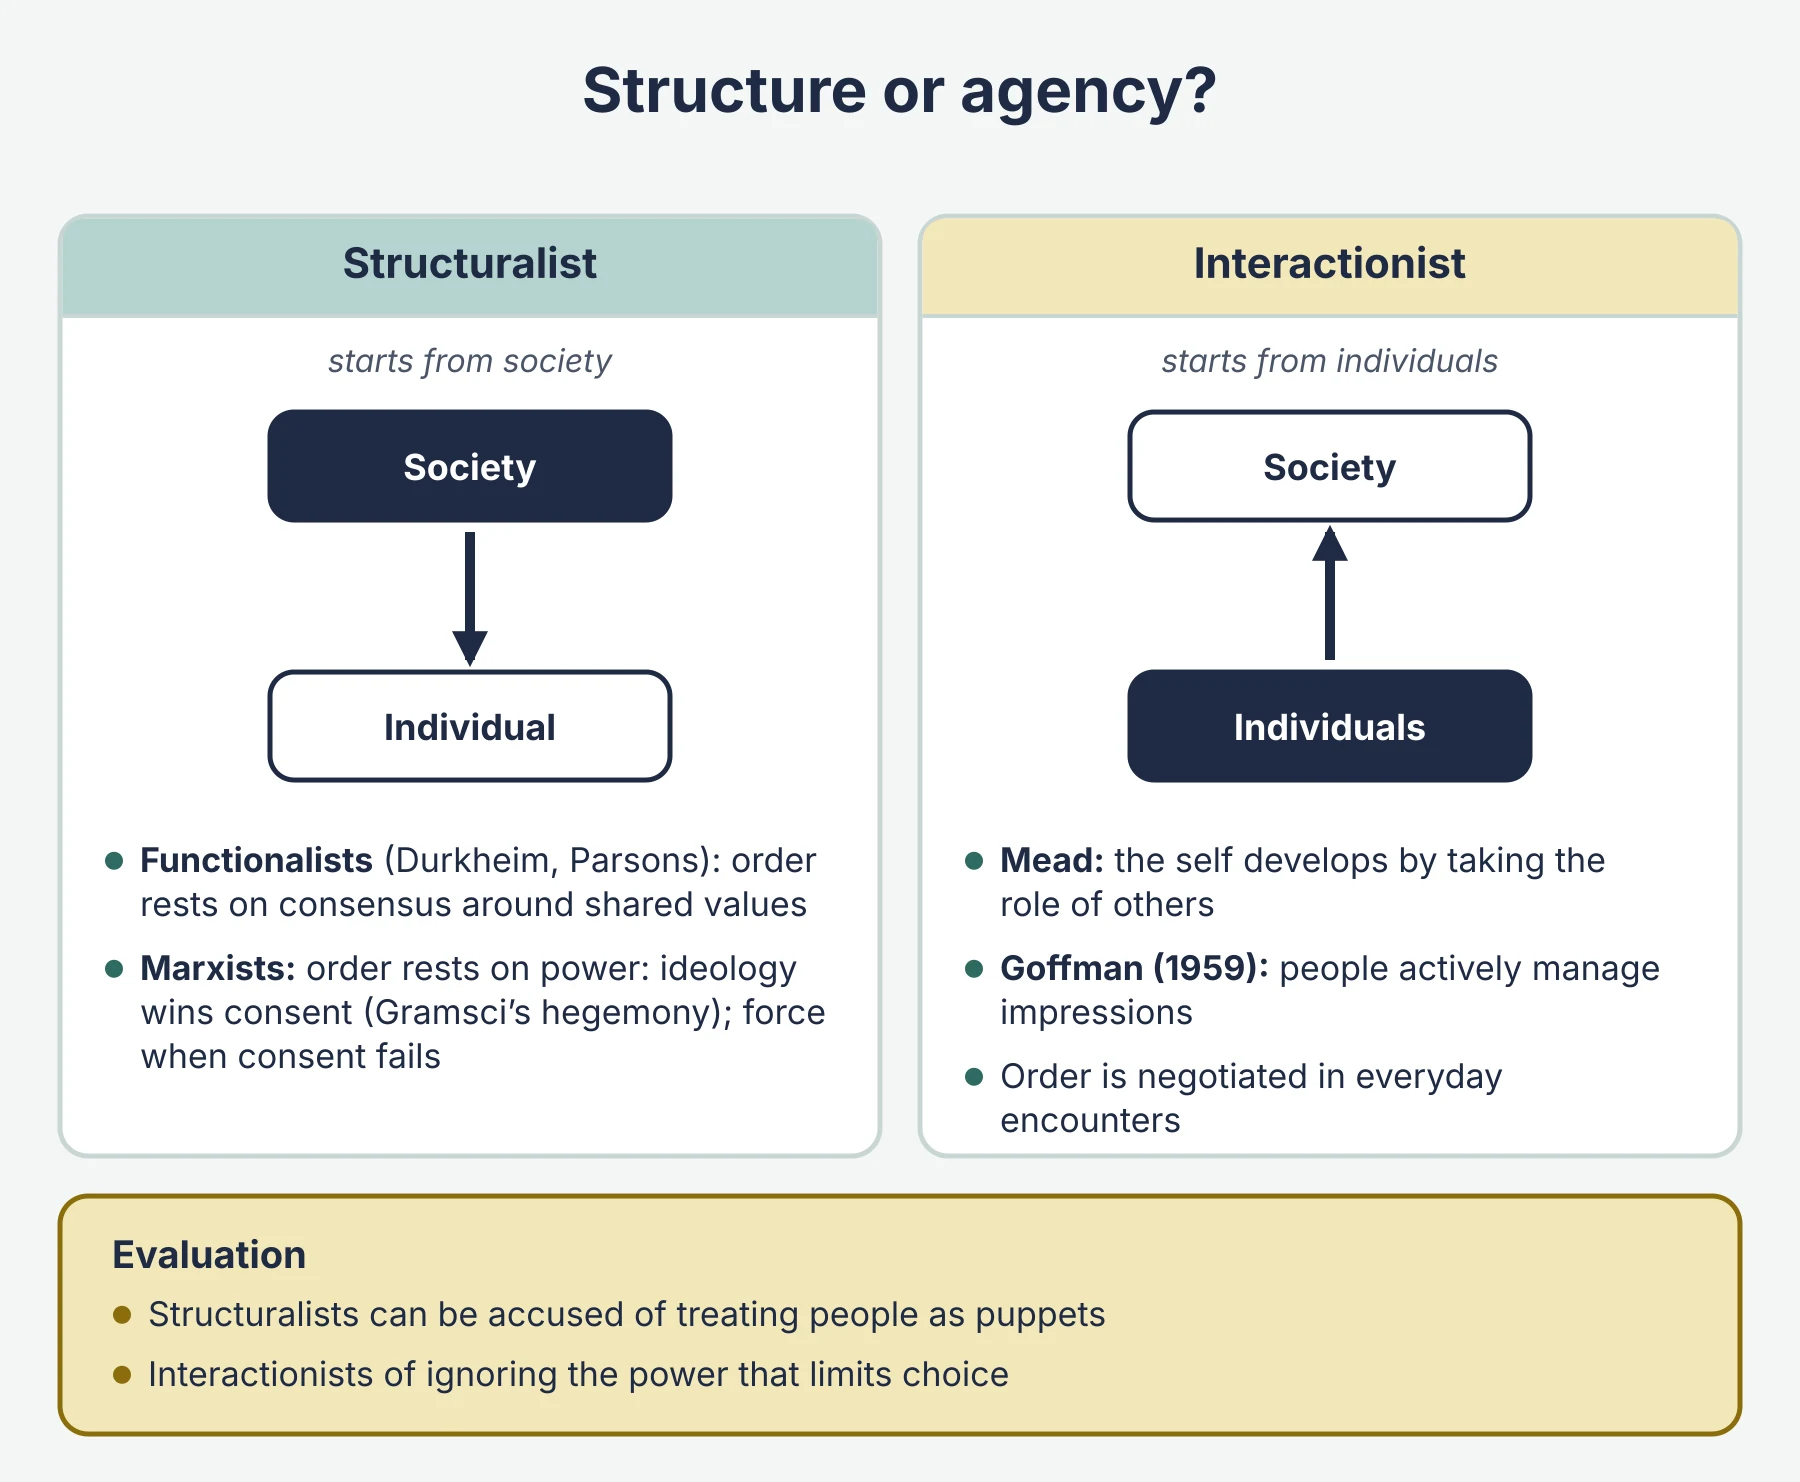 Structure or agency?
Structuralist
starts from society
Society
Individual
Functionalists (Durkheim, Parsons): order
rests on consensus around shared values
Marxists: order rests on power: ideology
wins consent (Gramsci’s hegemony); force
when consent fails
Interactionist
starts from individuals
Society
Individuals
Mead: the self develops by taking the
role of others
Goffman (1959): people actively manage
impressions
Order is negotiated in everyday
encounters
Evaluation
Structuralists can be accused of treating people as puppets
Interactionists of ignoring the power that limits choice